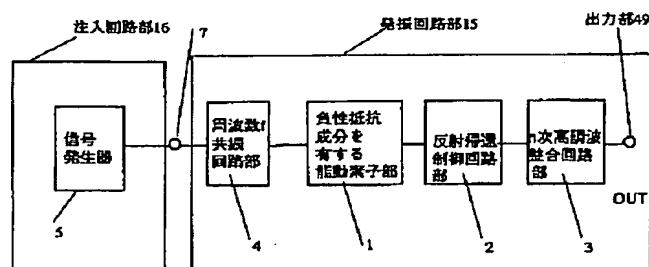 注入回路部16
7
発振回路部15
出力部49
信号
発生器
周波数f
共振
回路部
負性抵抗
成分を
有する
能動素子部
反射帰還
制御回路
部
n次高調波
整合回路
部
OUT
5
4
1
2
3